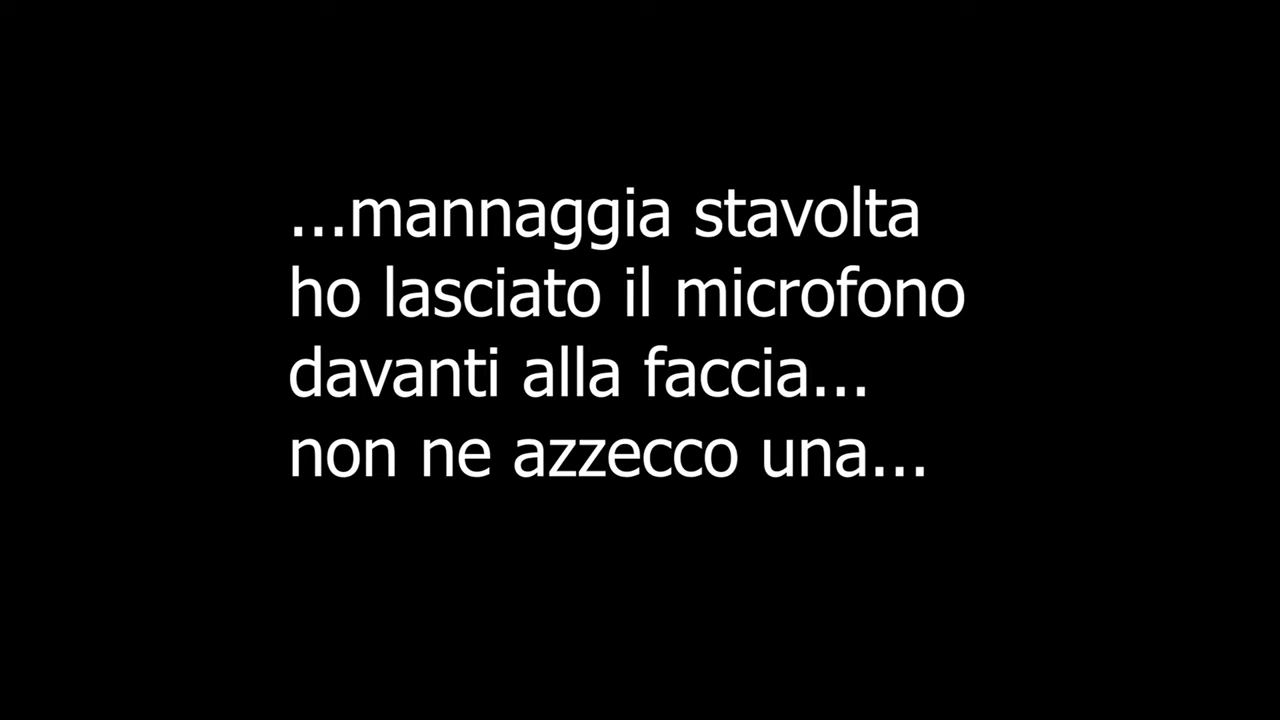 ...mannaggia stavolta
ho lasciato il microfono
davanti alla faccia...
non ne azzecco una...